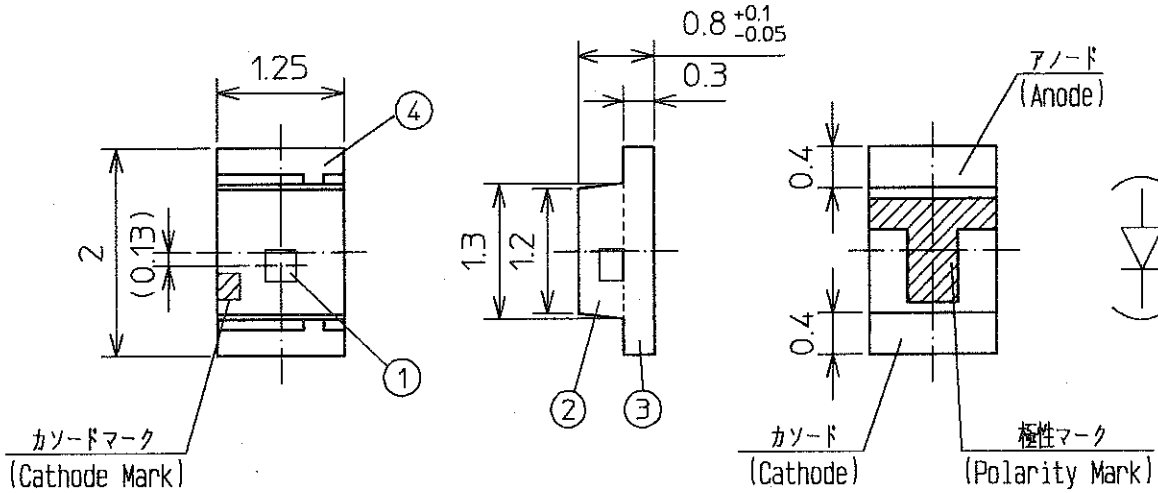 1.25
④
2
(0.13)
①
カソードマーク
(Cathode Mark)
0.8 +0.1 -0.05
0.3
1.3
1.2
②
③
アノード
(Anode)
0.4
0.4
カソード
(Cathode)
極性マーク
(Polarity Mark)